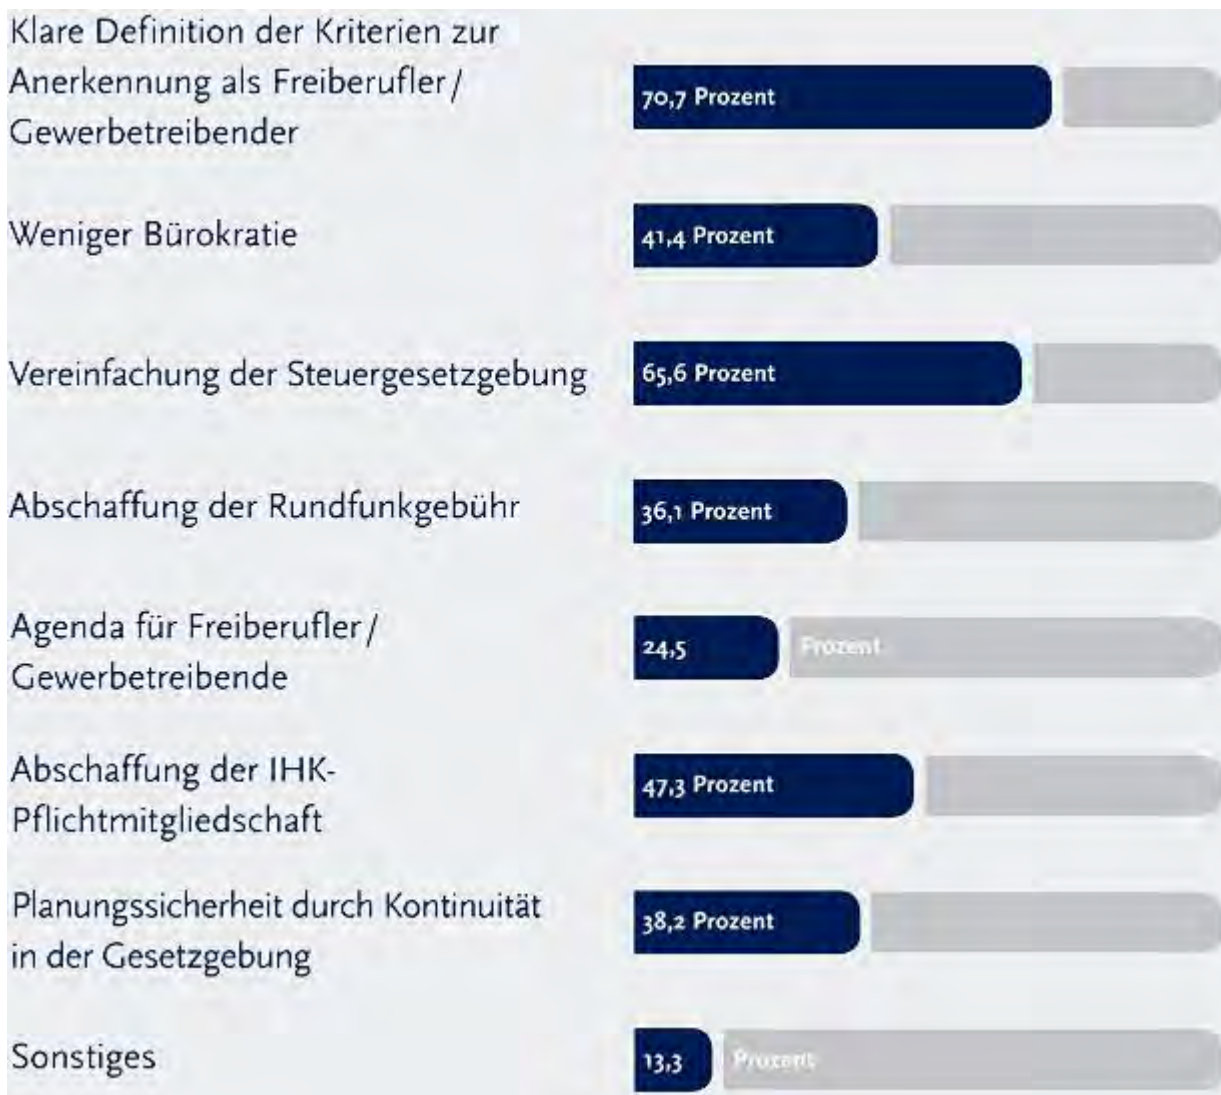 Klare Definition der Kriterien zur
Anerkennung als Freiberufler /
Gewerbetreibender
70,7 Prozent
Weniger Bürokratie
41,4 Prozent
Vereinfachung der Steuergesetzgebung
65,6 Prozent
Abschaffung der Rundfunkgebühr
36,1 Prozent
Agenda für Freiberufler /
Gewerbetreibende
24,5 Prozent
Abschaffung der IHK-
Pflichtmitgliedschaft
47,3 Prozent
Planungssicherheit durch Kontinuität
in der Gesetzgebung
38,2 Prozent
Sonstiges
13,3 Prozent